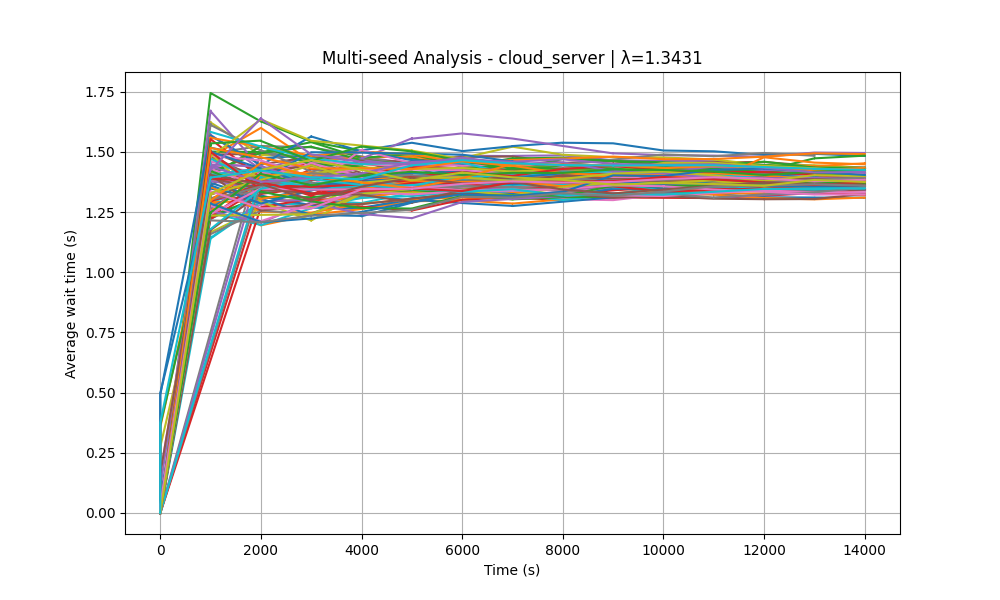 Multi-seed Analysis - cloud_server | λ=1.3431
Average wait time (s)
1.75
1.50
1.25
1.00
0.75
0.50
0.25
0.00
0 2000 4000 6000 8000 10000 12000 14000
Time (s)